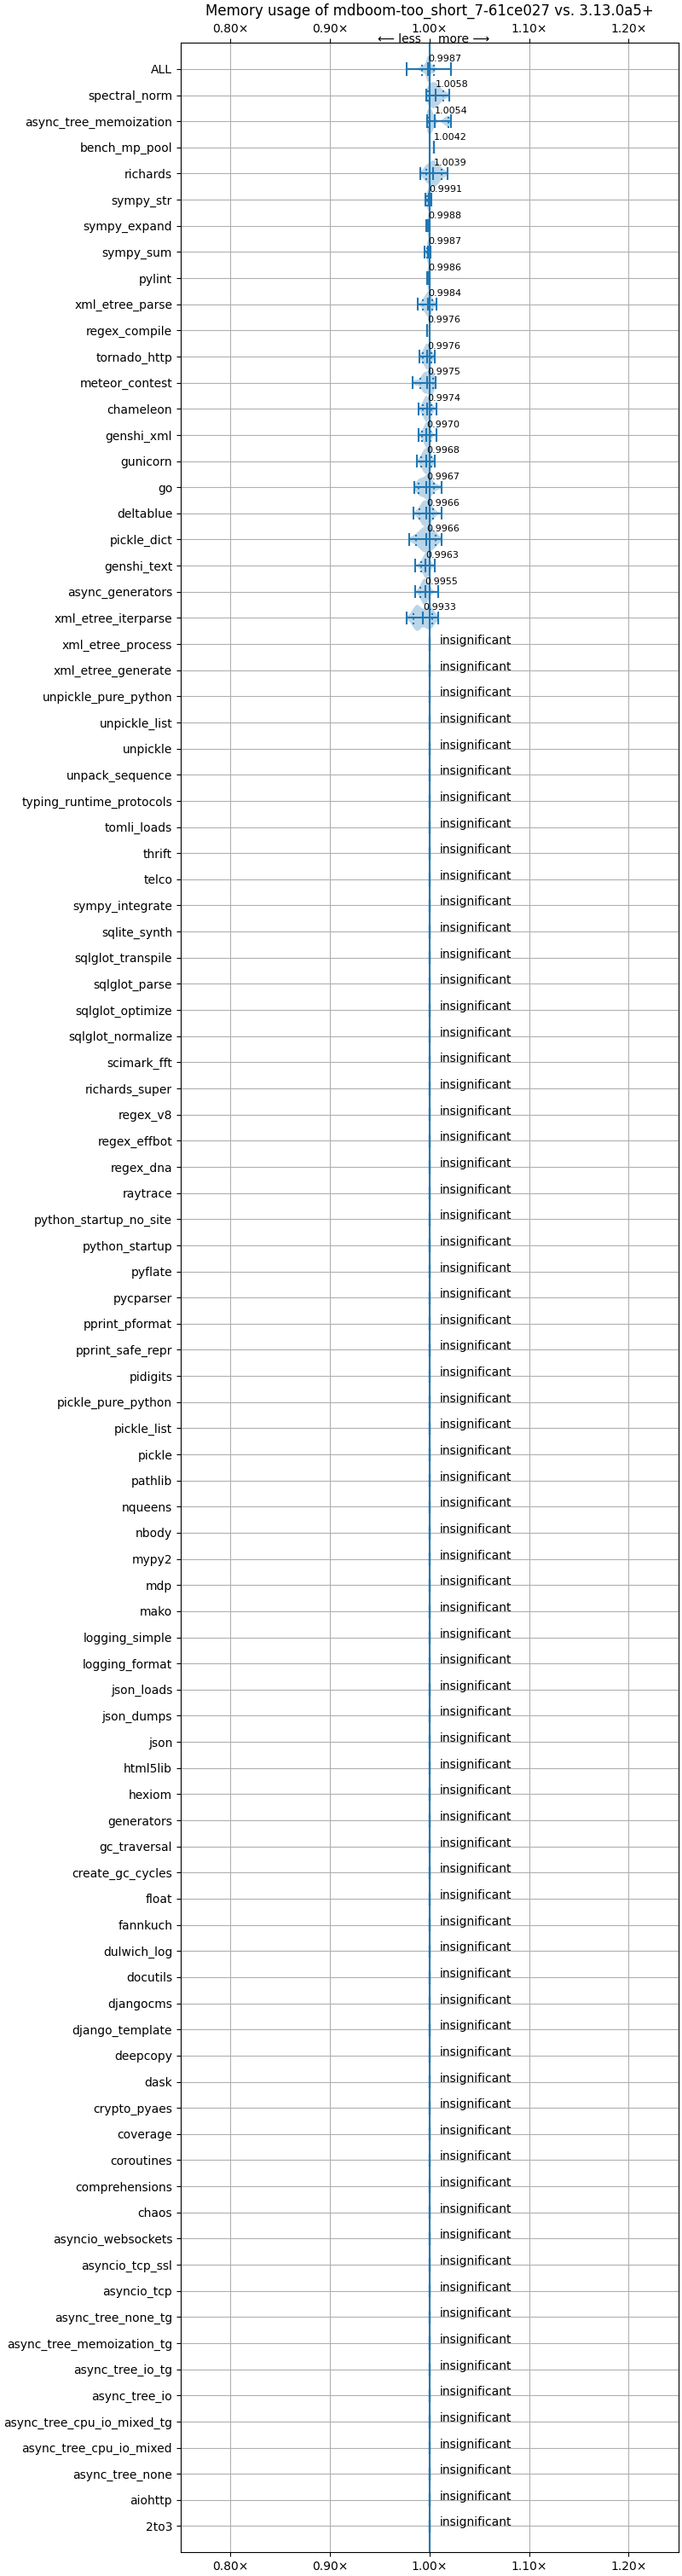 Memory usage of mdboom-too_short_7-61ce027 vs. 3.13.0a5+
0.80× 0.90× 1.00× 1.10× 1.20×
⟵ less more ⟶
ALL 0.9987
spectral_norm 1.0058
async_tree_memoization 1.0054
bench_mp_pool 1.0042
richards 1.0039
sympy_str 0.9991
sympy_expand 0.9988
sympy_sum 0.9987
pylint 0.9986
xml_etree_parse 0.9984
regex_compile 0.9976
tornado_http 0.9976
meteor_contest 0.9975
chameleon 0.9974
genshi_xml 0.9970
gunicorn 0.9968
go 0.9967
deltablue 0.9966
pickle_dict 0.9966
genshi_text 0.9963
async_generators 0.9955
xml_etree_iterparse 0.9933
xml_etree_process insignificant
xml_etree_generate insignificant
unpickle_pure_python insignificant
unpickle_list insignificant
unpickle insignificant
unpack_sequence insignificant
typing_runtime_protocols insignificant
tomli_loads insignificant
thrift insignificant
telco insignificant
sympy_integrate insignificant
sqlite_synth insignificant
sqlglot_transpile insignificant
sqlglot_parse insignificant
sqlglot_optimize insignificant
sqlglot_normalize insignificant
scimark_fft insignificant
richards_super insignificant
regex_v8 insignificant
regex_effbot insignificant
regex_dna insignificant
raytrace insignificant
python_startup_no_site insignificant
python_startup insignificant
pyflate insignificant
pycparser insignificant
pprint_pformat insignificant
pprint_safe_repr insignificant
pidigits insignificant
pickle_pure_python insignificant
pickle_list insignificant
pickle insignificant
pathlib insignificant
nqueens insignificant
nbody insignificant
mypy2 insignificant
mdp insignificant
mako insignificant
logging_simple insignificant
logging_format insignificant
json_loads insignificant
json_dumps insignificant
json insignificant
html5lib insignificant
hexiom insignificant
generators insignificant
gc_traversal insignificant
create_gc_cycles insignificant
float insignificant
fannkuch insignificant
dulwich_log insignificant
docutils insignificant
djangocms insignificant
django_template insignificant
deepcopy insignificant
dask insignificant
crypto_pyaes insignificant
coverage insignificant
coroutines insignificant
comprehensions insignificant
chaos insignificant
asyncio_websockets insignificant
asyncio_tcp_ssl insignificant
asyncio_tcp insignificant
async_tree_none_tg insignificant
async_tree_memoization_tg insignificant
async_tree_io_tg insignificant
async_tree_io insignificant
async_tree_cpu_io_mixed_tg insignificant
async_tree_cpu_io_mixed insignificant
async_tree_none insignificant
aiohttp insignificant
2to3 insignificant
0.80× 0.90× 1.00× 1.10× 1.20×